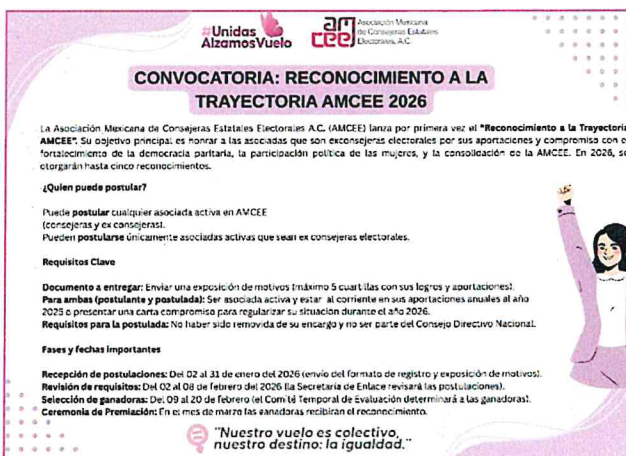 #Unidas
AlzamosVuelo
amcee
Asociación Mexicana
de Consejeras Estatales
Electorales, A.C.
CONVOCATORIA: RECONOCIMIENTO A LA
TRAYECTORIA AMCEE 2026
La Asociación Mexicana de Consejeras Estatales Electorales A.C. (AMCEE) lanza por primera vez el "Reconocimiento a la Trayectoria
AMCEE". Su objetivo principal es honrar a las asociadas que son exconsejeras electorales por sus aportaciones y compromiso con el
fortalecimiento de la democracia paritaria, la participación política de las mujeres, y la consolidación de la AMCEE. En 2026, se
otorgarán hasta cinco reconocimientos.
¿Quien puede postular?
Puede postular cualquier asociada activa en AMCEE
(consejeras y ex consejeras).
Pueden postularse únicamente asociadas activas que sean ex consejeras electorales.
Requisitos Clave
Documento a entregar: Enviar una exposición de motivos (máximo 5 cuartillas con sus logros y aportaciones).
Para ambas (postulante y postulada): Ser asociada activa y estar al corriente en sus aportaciones anuales al año
2025 o presentar una carta compromiso para regularizar su situación durante el año 2026.
Requisitos para la postulada: No haber sido removida de su encargo y no ser parte del Consejo Directivo Nacional.
Fases y fechas importantes
Recepción de postulaciones: Del 02 al 31 de enero del 2026 (envío del formato de registro y exposición de motivos).
Revisión de requisitos: Del 02 al 08 de febrero del 2026 (la Secretaría de Enlace revisará las postulaciones).
Selección de ganadoras: Del 09 al 20 de febrero (el Comité Temporal de Evaluación determinará a las ganadoras).
Ceremonia de Premiación: En el mes de marzo las ganadoras recibirán el reconocimiento.
"Nuestro vuelo es colectivo,
nuestro destino: la igualdad."